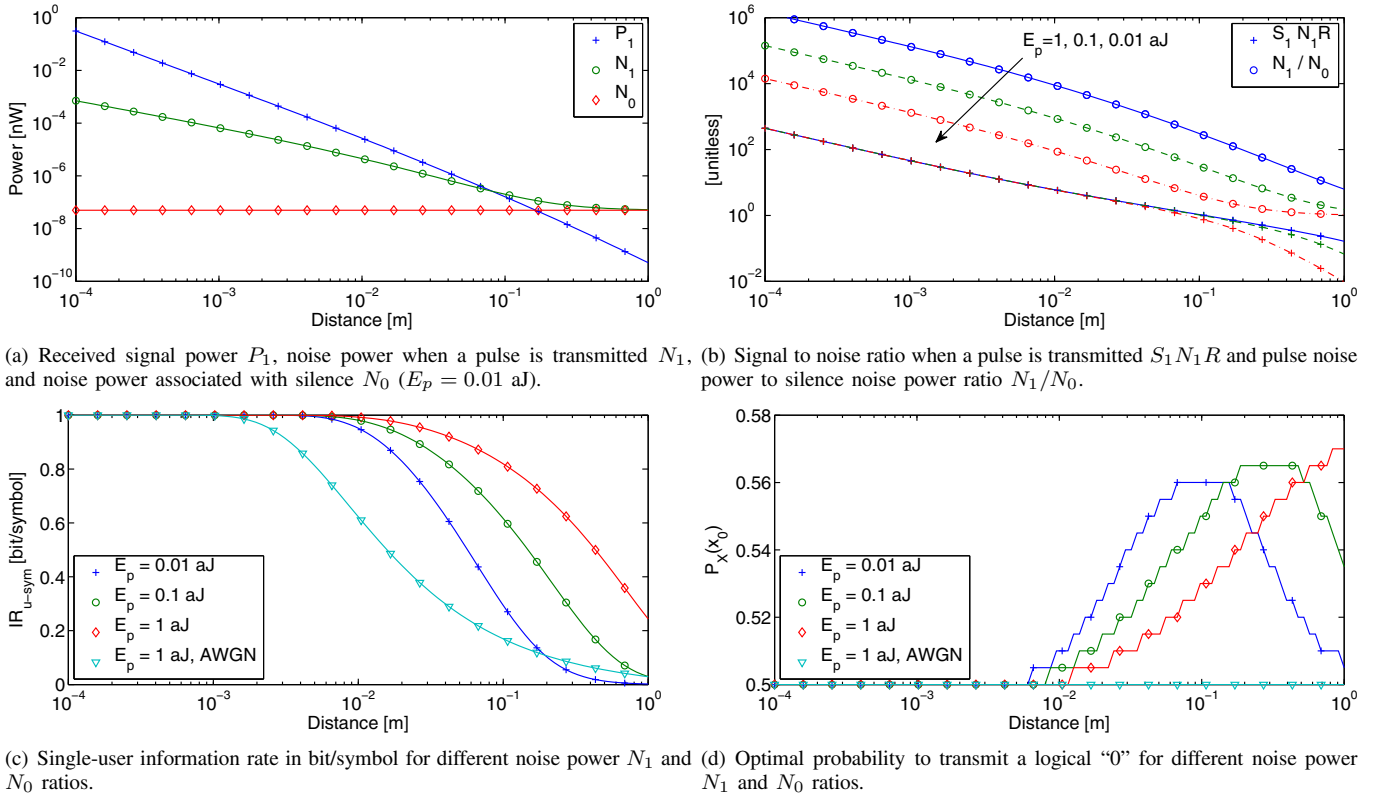 10^0
10^−2
10^−4
10^−6
10^−8
10^−10
Power [nW]
10^−4
10^−3
10^−2
10^−1
10^0
Distance [m]
P_1
N_1
N_0
(a) Received signal power P_1, noise power when a pulse is transmitted N_1,
and noise power associated with silence N_0 (E_p = 0.01 aJ).
10^6
10^4
10^2
10^0
10^−2
[unitless]
10^−4
10^−3
10^−2
10^−1
10^0
Distance [m]
E_p=1, 0.1, 0.01 aJ
S_1 N_1R
N_1 / N_0
(b) Signal to noise ratio when a pulse is transmitted S_1N_1R and pulse noise
power to silence noise power ratio N_1/N_0.
1
0.8
0.6
0.4
0.2
0
IR_u−sym [bit/symbol]
10^−4
10^−3
10^−2
10^−1
10^0
Distance [m]
E_p = 0.01 aJ
E_p = 0.1 aJ
E_p = 1 aJ
E_p = 1 aJ, AWGN
(c) Single-user information rate in bit/symbol for different noise power N_1 and
N_0 ratios.
0.58
0.56
0.54
0.52
0.5
P_X(x_0)
10^−4
10^−3
10^−2
10^−1
10^0
Distance [m]
E_p = 0.01 aJ
E_p = 0.1 aJ
E_p = 1 aJ
E_p = 1 aJ, AWGN
(d) Optimal probability to transmit a logical “0” for different noise power
N_1 and N_0 ratios.